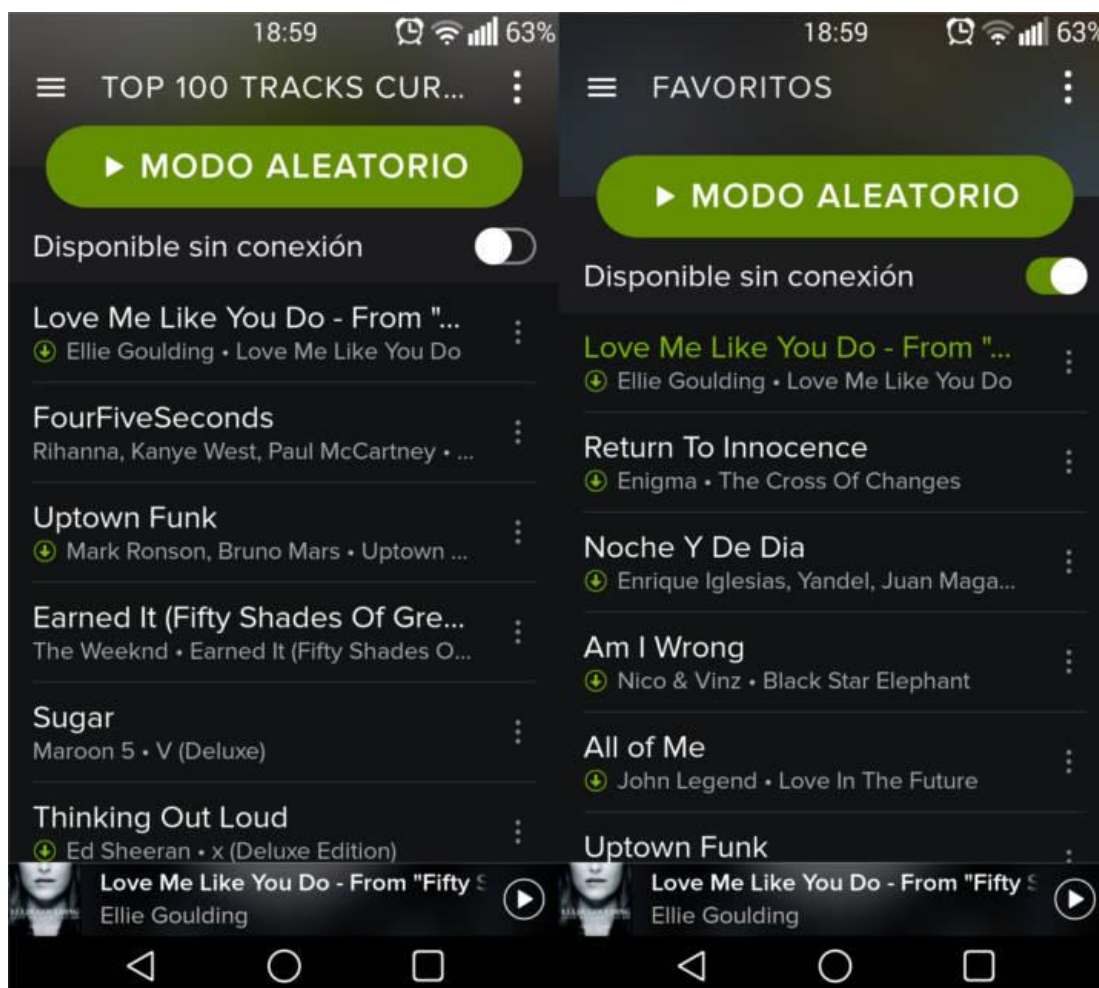 18:59 63%
TOP 100 TRACKS CUR...
MODO ALEATORIO
Disponible sin conexión
Love Me Like You Do - From "...
Ellie Goulding • Love Me Like You Do
FourFiveSeconds
Rihanna, Kanye West, Paul McCartney • ...
Uptown Funk
Mark Ronson, Bruno Mars • Uptown ...
Earned It (Fifty Shades Of Gre...
The Weeknd • Earned It (Fifty Shades O...
Sugar
Maroon 5 • V (Deluxe)
Thinking Out Loud
Ed Sheeran • x (Deluxe Edition)
Love Me Like You Do - From "Fifty
Ellie Goulding
18:59 63%
FAVORITOS
MODO ALEATORIO
Disponible sin conexión
Love Me Like You Do - From "...
Ellie Goulding • Love Me Like You Do
Return To Innocence
Enigma • The Cross Of Changes
Noche Y De Dia
Enrique Iglesias, Yandel, Juan Maga...
Am I Wrong
Nico & Vinz • Black Star Elephant
All of Me
John Legend • Love In The Future
Uptown Funk
Love Me Like You Do - From "Fifty
Ellie Goulding